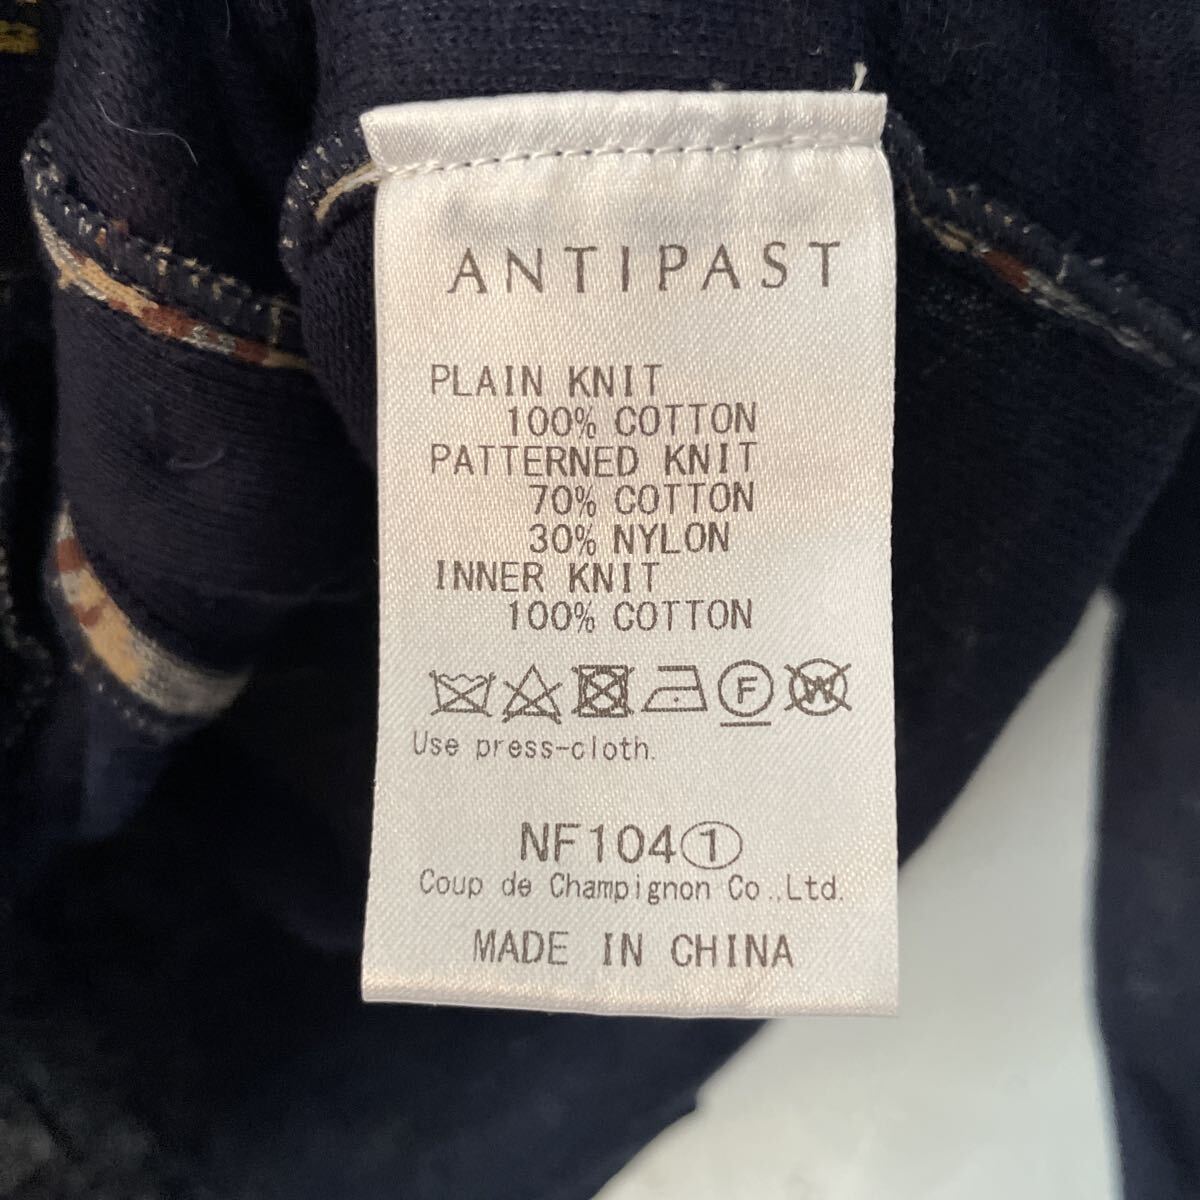 ANTIPAST
PLAIN KNIT
100% COTTON
PATTERNED KNIT
70% COTTON
30% NYLON
INNER KNIT
100% COTTON
F W
Use press-cloth.
NF104①
Coup de Champignon Co.,Ltd.
MADE IN CHINA